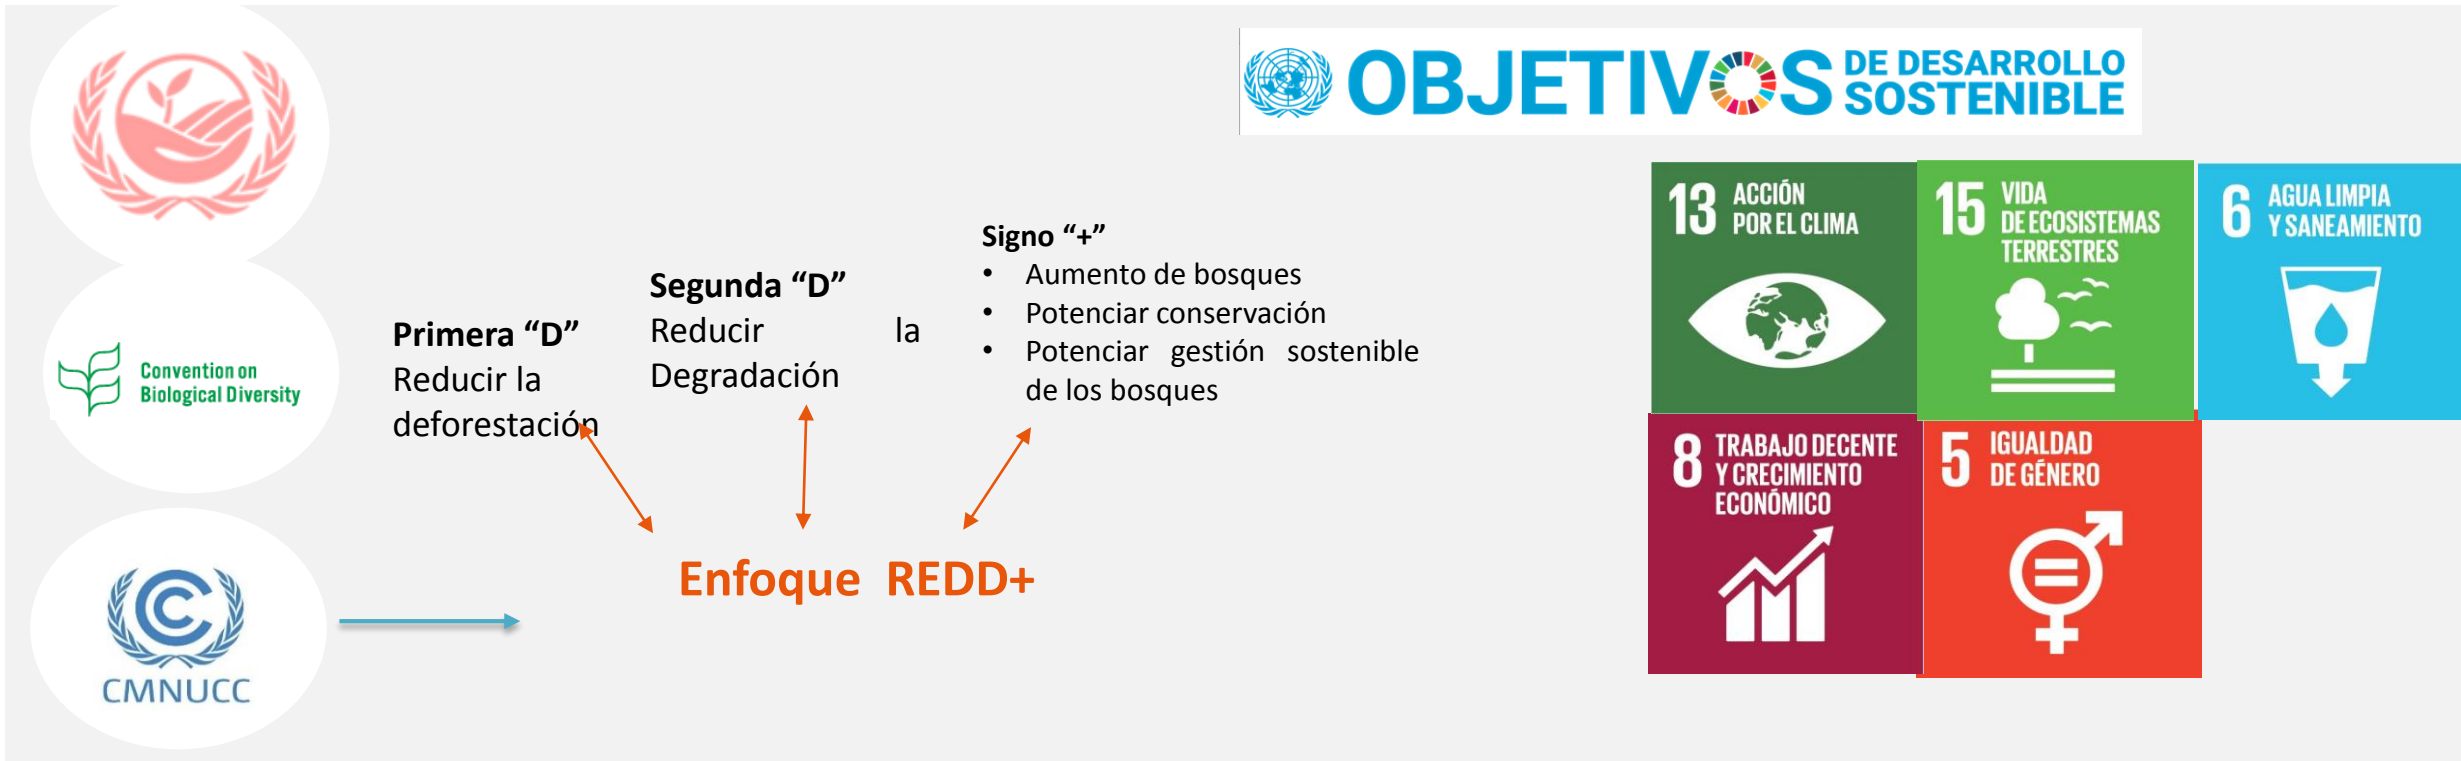 OBJETIVOS DE DESARROLLO
SOSTENIBLE
Convention on
Biological Diversity
CMNUCC
Primera “D”
Reducir la
deforestación
Segunda “D”
Reducir la
Degradación
Signo “+”
• Aumento de bosques
• Potenciar conservación
• Potenciar gestión sostenible
de los bosques
Enfoque REDD+
13 ACCIÓN
POR EL CLIMA
15 VIDA
DE ECOSISTEMAS
TERRESTRES
6 AGUA LIMPIA
Y SANEAMIENTO
8 TRABAJO DECENTE
Y CRECIMIENTO
ECONÓMICO
5 IGUALDAD
DE GÉNERO